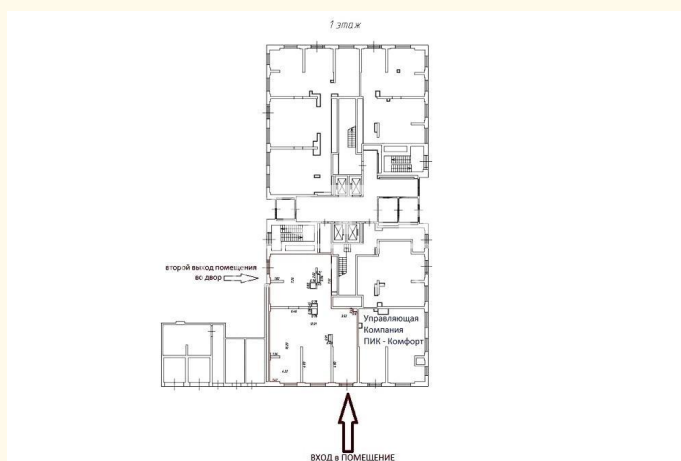 1 этаж
второй выход помещения
во двор
Управляющая
Компания
ПИК - Комфорт
ВХОД в ПОМЕЩЕНИЕ